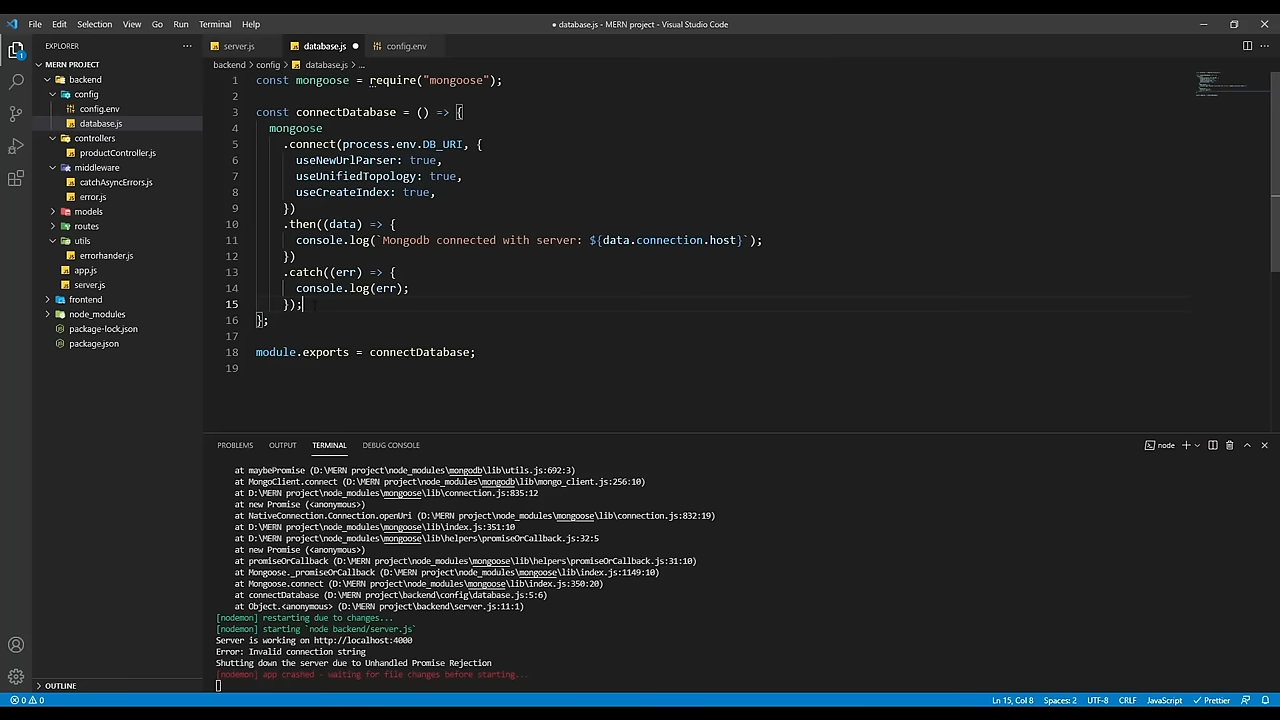 File Edit Selection View Go Run Terminal Help
● database.js - MERN project - Visual Studio Code
EXPLORER
MERN PROJECT
backend
config
config.env
database.js
controllers
productController.js
middleware
catchAsyncErrors.js
error.js
models
routes
utils
errorhander.js
app.js
server.js
frontend
node_modules
package-lock.json
package.json
OUTLINE
server.js database.js config.env
backend > config > database.js > ...
1 const mongoose = require("mongoose");
2
3 const connectDatabase = () => {
4 mongoose
5 .connect(process.env.DB_URI, {
6 useNewUrlParser: true,
7 useUnifiedTopology: true,
8 useCreateIndex: true,
9 })
10 .then((data) => {
11 console.log(`Mongodb connected with server: ${data.connection.host}`);
12 })
13 .catch((err) => {
14 console.log(err);
15 });
16 };
17
18 module.exports = connectDatabase;
19
PROBLEMS OUTPUT TERMINAL DEBUG CONSOLE
node
at maybePromise (D:\MERN project\node_modules\mongodb\lib\utils.js:692:3)
at MongoClient.connect (D:\MERN project\node_modules\mongodb\lib\mongo_client.js:256:10)
at D:\MERN project\node_modules\mongoose\lib\connection.js:835:12
at new Promise (<anonymous>)
at NativeConnection.Connection.openUri (D:\MERN project\node_modules\mongoose\lib\connection.js:832:19)
at D:\MERN project\node_modules\mongoose\lib\index.js:351:10
at D:\MERN project\node_modules\mongoose\lib\helpers\promiseOrCallback.js:32:5
at new Promise (<anonymous>)
at promiseOrCallback (D:\MERN project\node_modules\mongoose\lib\helpers\promiseOrCallback.js:31:10)
at Mongoose._promiseOrCallback (D:\MERN project\node_modules\mongoose\lib\index.js:1149:10)
at Mongoose.connect (D:\MERN project\node_modules\mongoose\lib\index.js:350:20)
at connectDatabase (D:\MERN project\backend\config\database.js:5:6)
at Object.<anonymous> (D:\MERN project\backend\server.js:11:1)
[nodemon] restarting due to changes...
[nodemon] starting `node backend/server.js`
Server is working on http://localhost:4000
Error: Invalid connection string
Shutting down the server due to Unhandled Promise Rejection
[nodemon] app crashed - waiting for file changes before starting...
0 0 Ln 15, Col 8 Spaces: 2 UTF-8 CRLF JavaScript Prettier